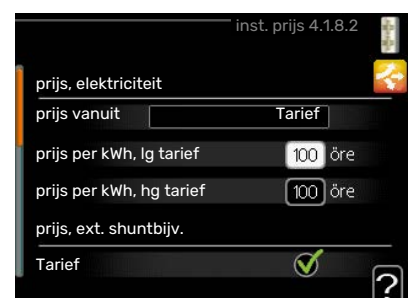 inst. prijs 4.1.8.2
prijs, elektriciteit
prijs vanuit Tarief
prijs per kWh, lg tarief 100 öre
prijs per kWh, hg tarief 100 öre
prijs, ext. shuntbijv.
Tarief
?